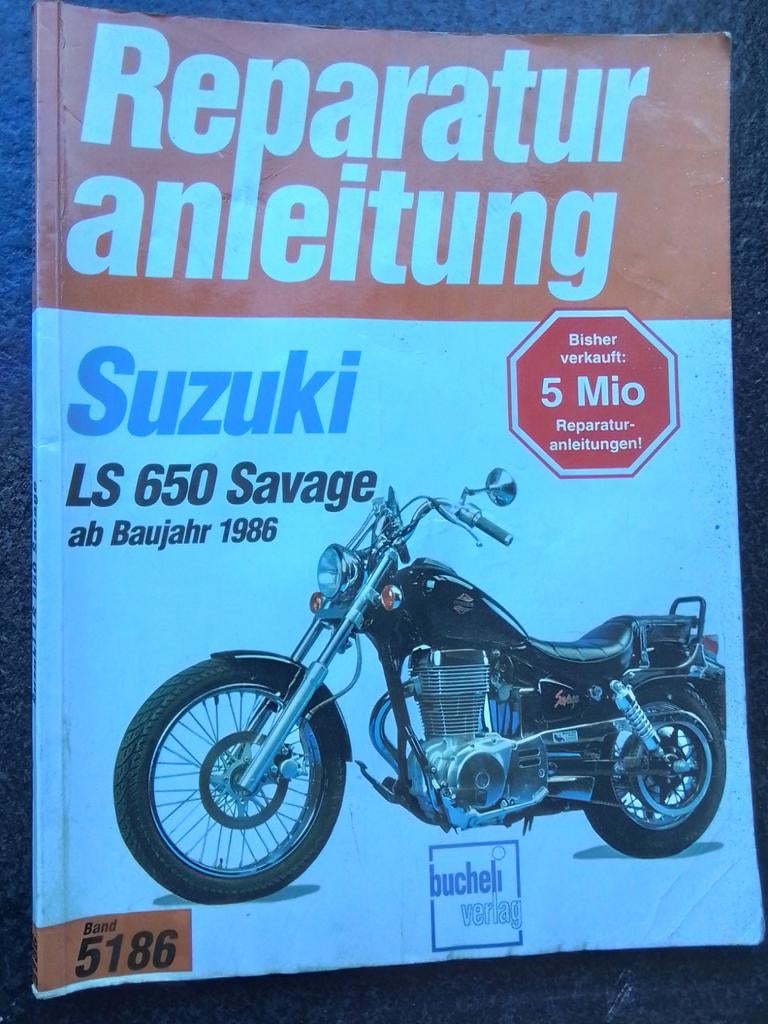 Reparatur
anleitung
Bisher
verkauft:
5 Mio
Reparatur-
anleitungen!
Suzuki
LS 650 Savage
ab Baujahr 1986
Savage
bucheli
verlag
Band
5186